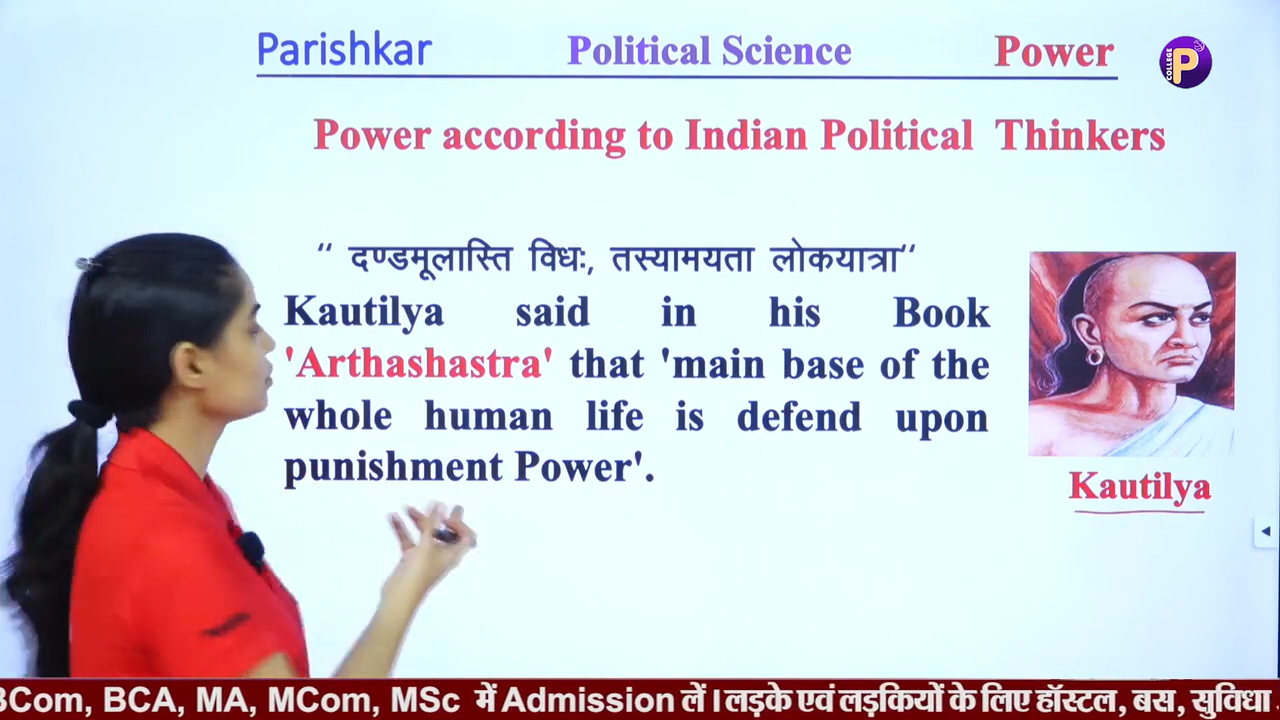 Parishkar Political Science Power
COLLEGE P
Power according to Indian Political Thinkers
“ दण्डमूलास्ति विधः, तस्यामयता लोकयात्रा“
Kautilya said in his Book
'Arthashastra' that 'main base of the
whole human life is defend upon
punishment Power'.
Kautilya
BCom, BCA, MA, MCom, MSc में Admission लें। लड़के एवं लड़कियों के लिए हॉस्टल, बस, सुविधा